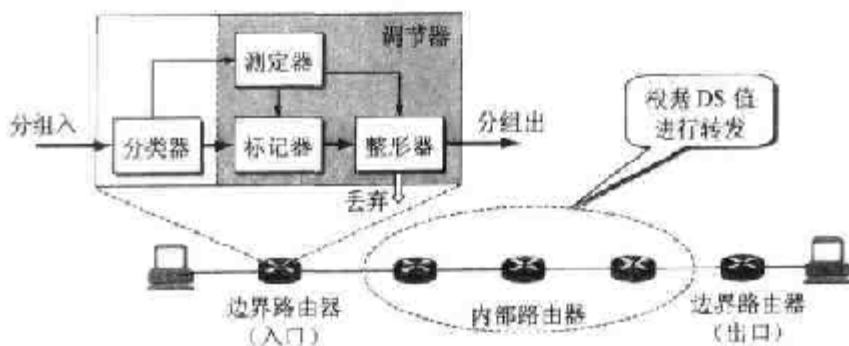 调节器
测定器
分组入
分类器
标记器
整形器
分组出
丢弃
根据 DS 值
进行转发
边界路由器
(入口)
内部路由器
边界路由器
(出口)